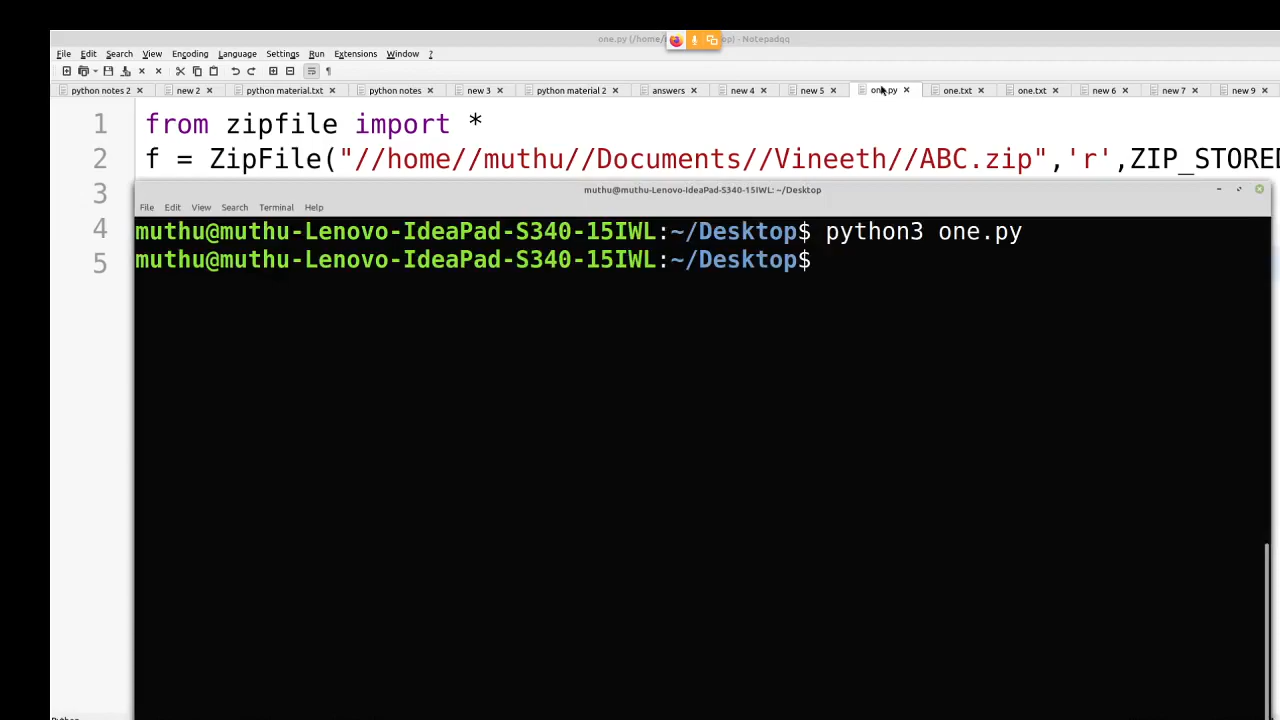 one.py (/home/ op) - Notepadqq
File Edit Search View Encoding Language Settings Run Extensions Window ?
python notes 2 new 2 python material.txt python notes new 3 python material 2 answers new 4 new 5 one.py one.txt one.txt new 6 new 7 new 9
1 from zipfile import *
2 f = ZipFile("//home//muthu//Documents//Vineeth//ABC.zip",'r',ZIP_STORED
3
muthu@muthu-Lenovo-IdeaPad-S340-15IWL: ~/Desktop
File Edit View Search Terminal Help
4
muthu@muthu-Lenovo-IdeaPad-S340-15IWL:~/Desktop$ python3 one.py
5
muthu@muthu-Lenovo-IdeaPad-S340-15IWL:~/Desktop$